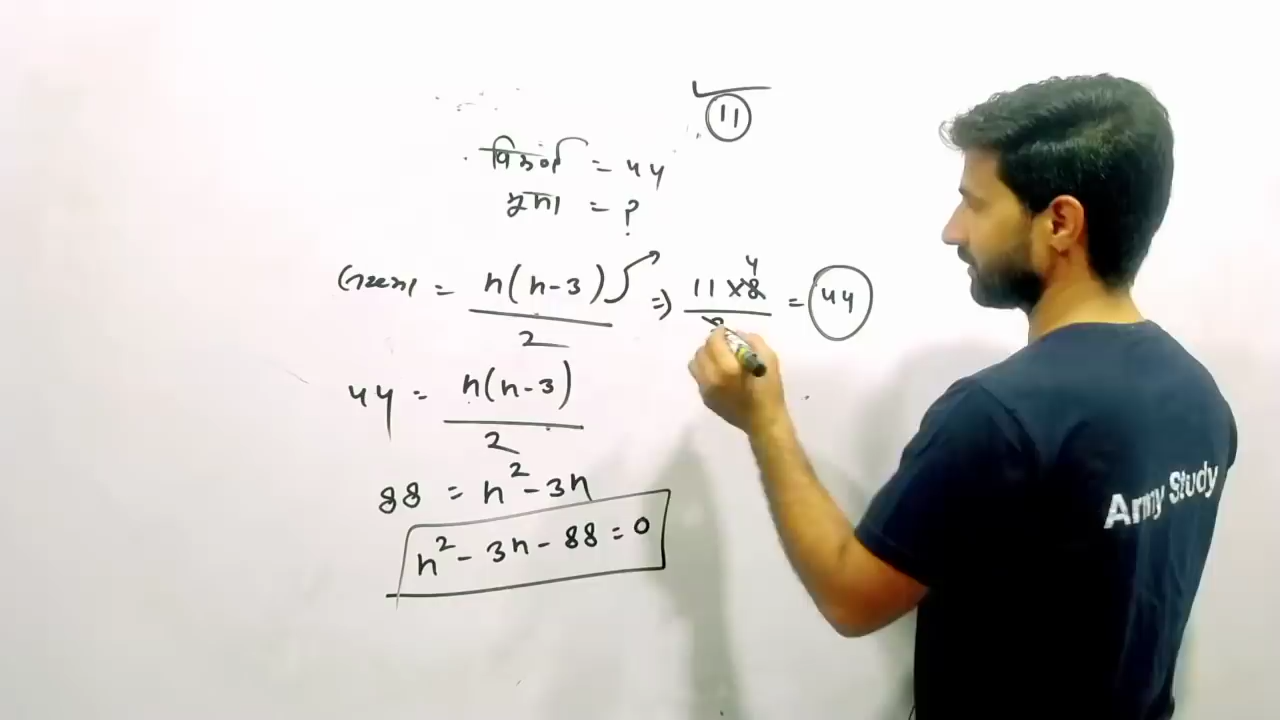 11
विकर्ण = 44
भुजा = ?
= n(n-3)/2 => 11 x 8/2 4 = 44
44 = n(n-3)/2
88 = n² - 3n
n² - 3n - 88 = 0
Army Study